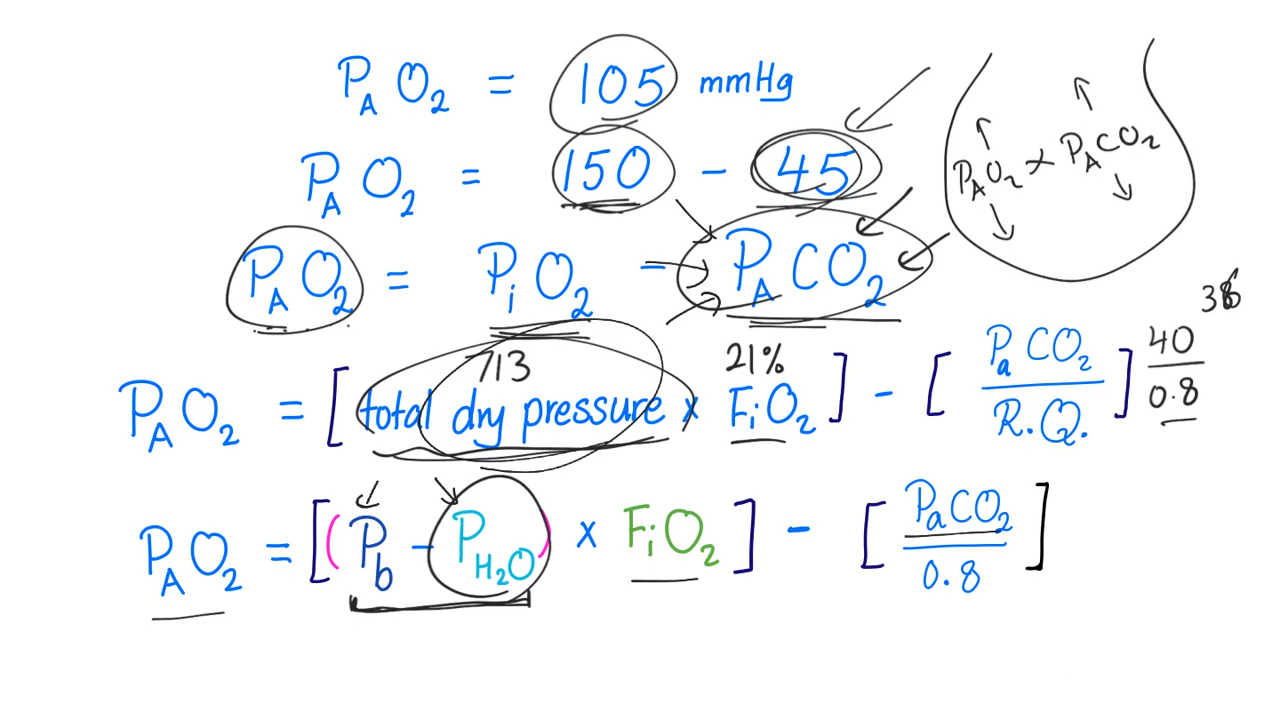 PAO2 = 105 mmHg
PAO2 = 150 - 45
PAO2 x PACO2
PAO2 = PiO2 - PACO2
713 21%
PAO2 = [total dry pressure x FiO2] - [PaCO2 / R.Q.] 40 / 0.8
PAO2 = [(Pb - PH2O) x FiO2] - [PaCO2 / 0.8]